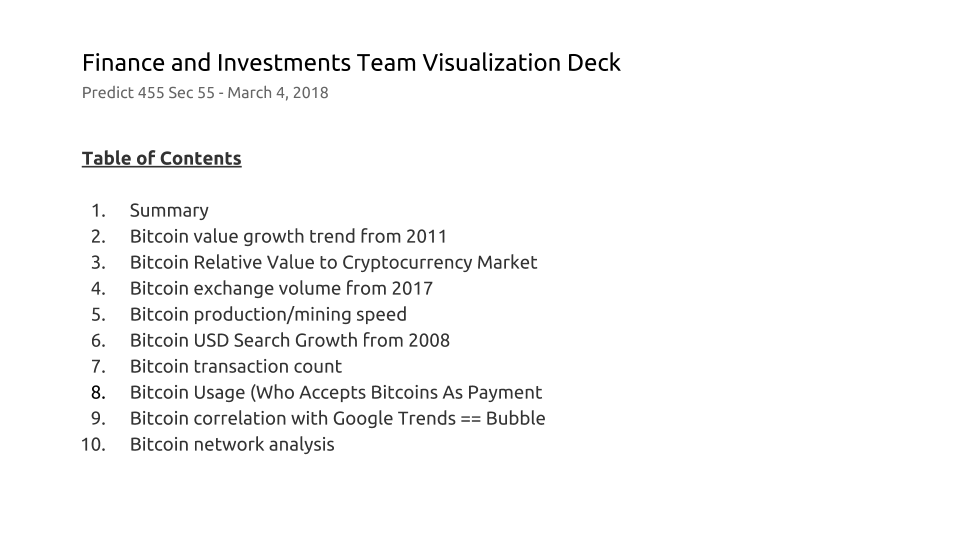 Finance and Investments Team Visualization Deck
Predict 455 Sec 55 - March 4, 2018
Table of Contents
1. Summary
2. Bitcoin value growth trend from 2011
3. Bitcoin Relative Value to Cryptocurrency Market
4. Bitcoin exchange volume from 2017
5. Bitcoin production/mining speed
6. Bitcoin USD Search Growth from 2008
7. Bitcoin transaction count
8. Bitcoin Usage (Who Accepts Bitcoins As Payment
9. Bitcoin correlation with Google Trends == Bubble
10. Bitcoin network analysis